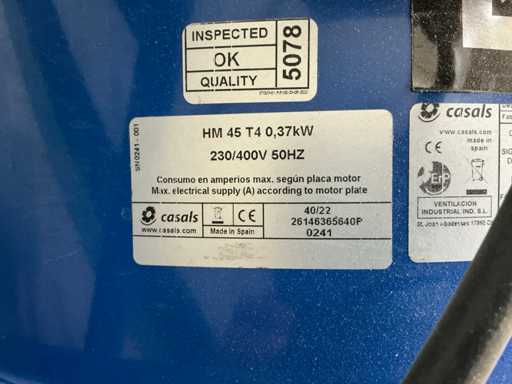 INSPECTED
OK
QUALITY
5078
SN 0241 - 001
HM 45 T4 0,37kW
230/400V 50HZ
Consumo en amperios max. según placa motor
Max. electrical supply (A) according to motor plate
casals
www.casals.com
CE
Made in Spain
40/22
26146365640P
0241
casals
www.casals.com
made in
spain
CE
ErP
VENTILACION
INDUSTRIAL IND. S.L.